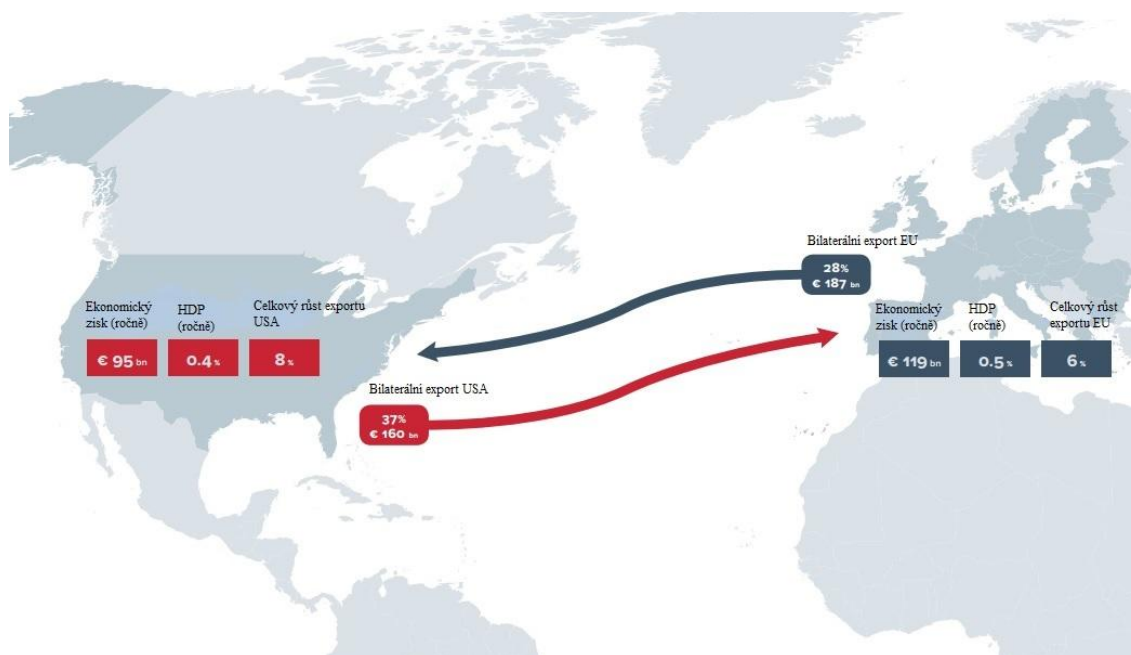 Bilaterálni export EU
28%
€ 187 bn
Ekonomický
zisk (ročně)
HDP
(ročně)
Celkový růst exportu
USA
€ 95 bn
0.4 %
8 %
Ekonomický
zisk (ročně)
HDP
(ročně)
Celkový růst
exportu EU
€ 119 bn
0.5 %
6 %
Bilaterálni export USA
37%
€ 160 bn